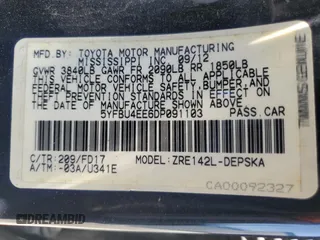 MFD.BY: TOYOTA MOTOR MANUFACTURING
MISSISSIPPI, INC. 09/12
GVWR 3840LB GAWR FR 2090LB RR 1850LB
THIS VEHICLE CONFORMS TO ALL APPLICABLE
FEDERAL MOTOR VEHICLE SAFETY, BUMPER, AND
THEFT PREVENTION STANDARDS IN EFFECT ON
THE DATE OF MANUFACTURE SHOWN ABOVE.
5YFBU4EE6DP091103 PASS.CAR
C/TR: 209/FD17 MODEL: ZRE142L-DEPSKA
A/TM: -03A/U341E
CA00092327
© AMERIBID